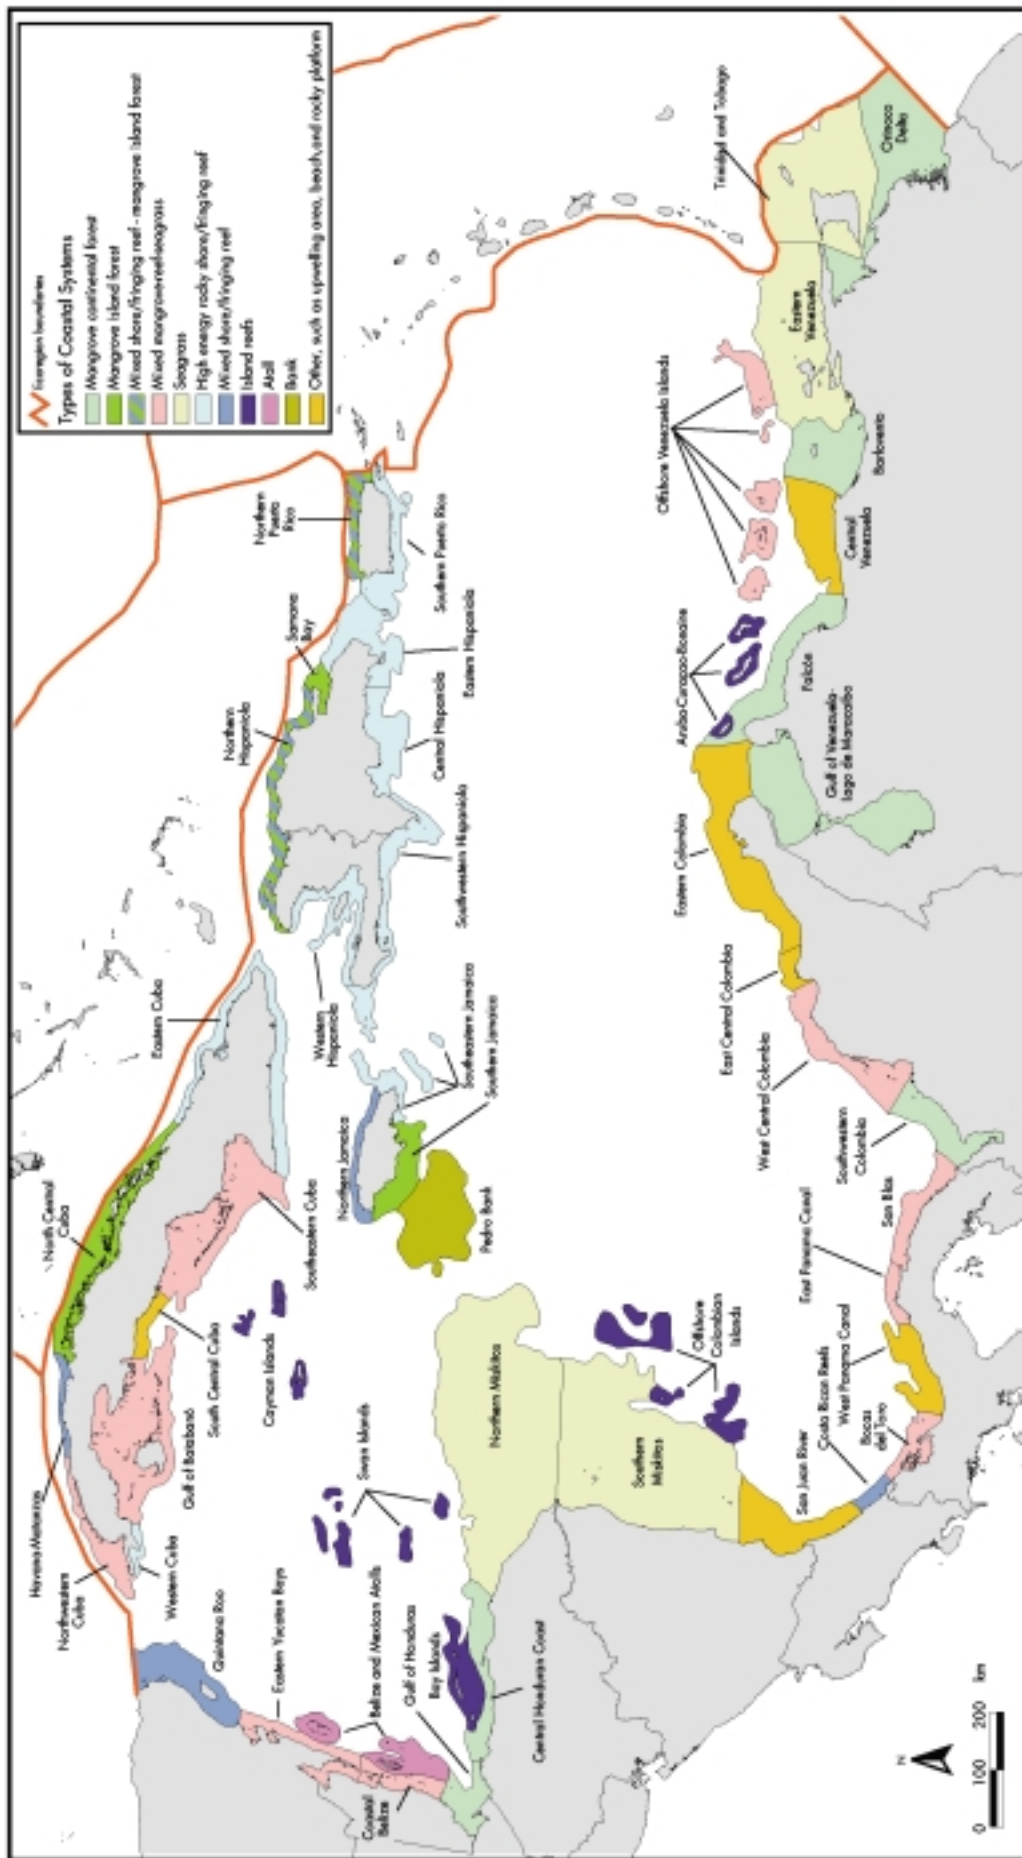 Ecoregion boundaries
Types of Coastal Systems
Mangrove continental forest
Mangrove island forest
Mixed shore/fringing reef - mangrove island forest
Mixed mangrove-reef-seagrass
Seagrass
High energy rocky shore/fringing reef
Mixed shore/fringing reef
Island reefs
Atoll
Bank
Other, such as upwelling area, beach, and rocky platform
Havana-Matanzas
Northwestern
Cuba
North Central
Cuba
Eastern Cuba
Northern
Hispaniola
Samana
Bay
Northern
Puerto
Rico
Western Cuba
Gulf of Batabanó
South Central Cuba
Southeastern Cuba
Cayman Islands
Western
Hispaniola
Southwestern Hispaniola
Central Hispaniola
Eastern Hispaniola
Southern Puerto Rico
Quintana Roo
Eastern Yucatan Bays
Belize and Mexican Atolls
Gulf of Honduras
Coastal
Belize
Swan Islands
Bay Islands
Central Honduran Coast
Northern Jamaica
Southeastern Jamaica
Southern Jamaica
Pedro Bank
Northern Miskitos
Southern
Miskitos
Offshore
Colombian
Islands
San Juan River
Costa Rican Reefs
West Panama Canal
Bocas
del Toro
East Panama Canal
San Blas
Southwestern
Colombia
West Central Colombia
East Central Colombia
Eastern Colombia
Aruba-Curacao-Bonaire
Gulf of Venezuela-
Lago de Maracaibo
Falcón
Offshore Venezuela Islands
Central
Venezuela
Barlovento
Eastern
Venezuela
Trinidad and Tobago
Orinoco
Delta
N
0 100 200 km